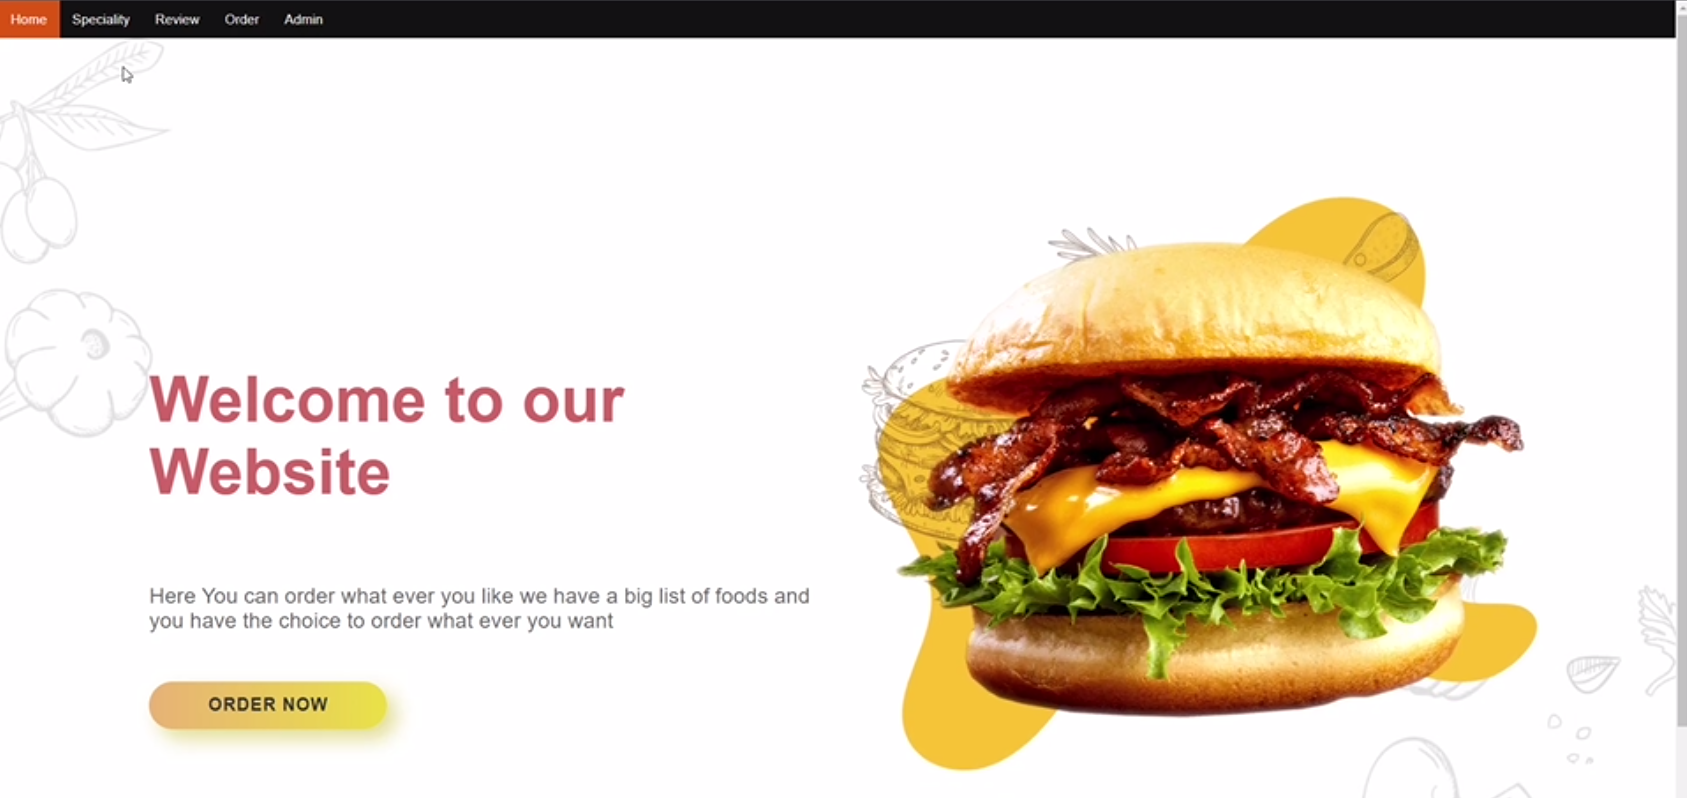 Home Speciality Review Order Admin
Welcome to our
Website
Here You can order what ever you like we have a big list of foods and
you have the choice to order what ever you want
ORDER NOW